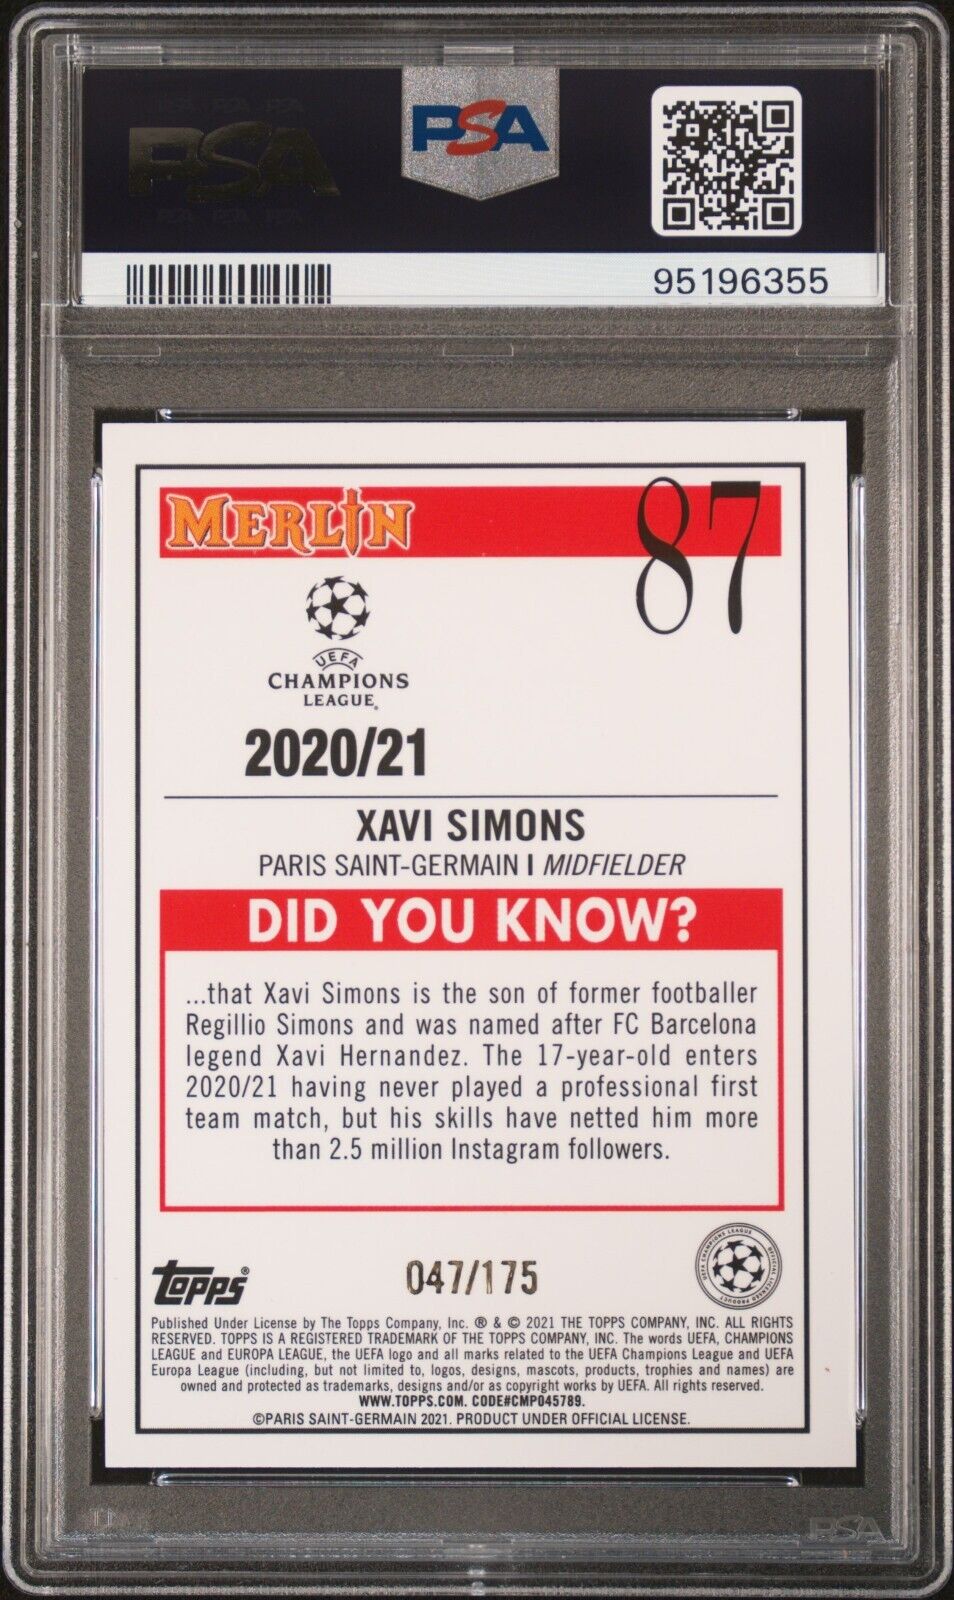 PSA
PSA
95196355
MERLIN
87
UEFA
CHAMPIONS
LEAGUE®
2020/21
XAVI SIMONS
PARIS SAINT-GERMAIN | MIDFIELDER
DID YOU KNOW?
...that Xavi Simons is the son of former footballer
Regillio Simons and was named after FC Barcelona
legend Xavi Hernandez. The 17-year-old enters
2020/21 having never played a professional first
team match, but his skills have netted him more
than 2.5 million Instagram followers.
TOPPS®
047/175
UEFA CHAMPIONS LEAGUE OFFICIAL LICENSED PRODUCT
Published Under License by The Topps Company, Inc. ® & © 2021 THE TOPPS COMPANY, INC. ALL RIGHTS
RESERVED. TOPPS IS A REGISTERED TRADEMARK OF THE TOPPS COMPANY, INC. The words UEFA, CHAMPIONS
LEAGUE and EUROPA LEAGUE, the UEFA logo and all marks related to the UEFA Champions League and UEFA
Europa League (including, but not limited to, logos, designs, mascots, products, trophies and names) are
owned and protected as trademarks, designs and/or as copyright works by UEFA. All rights reserved.
WWW.TOPPS.COM. CODE#CMP045789.
©PARIS SAINT-GERMAIN 2021. PRODUCT UNDER OFFICIAL LICENSE.
PSA